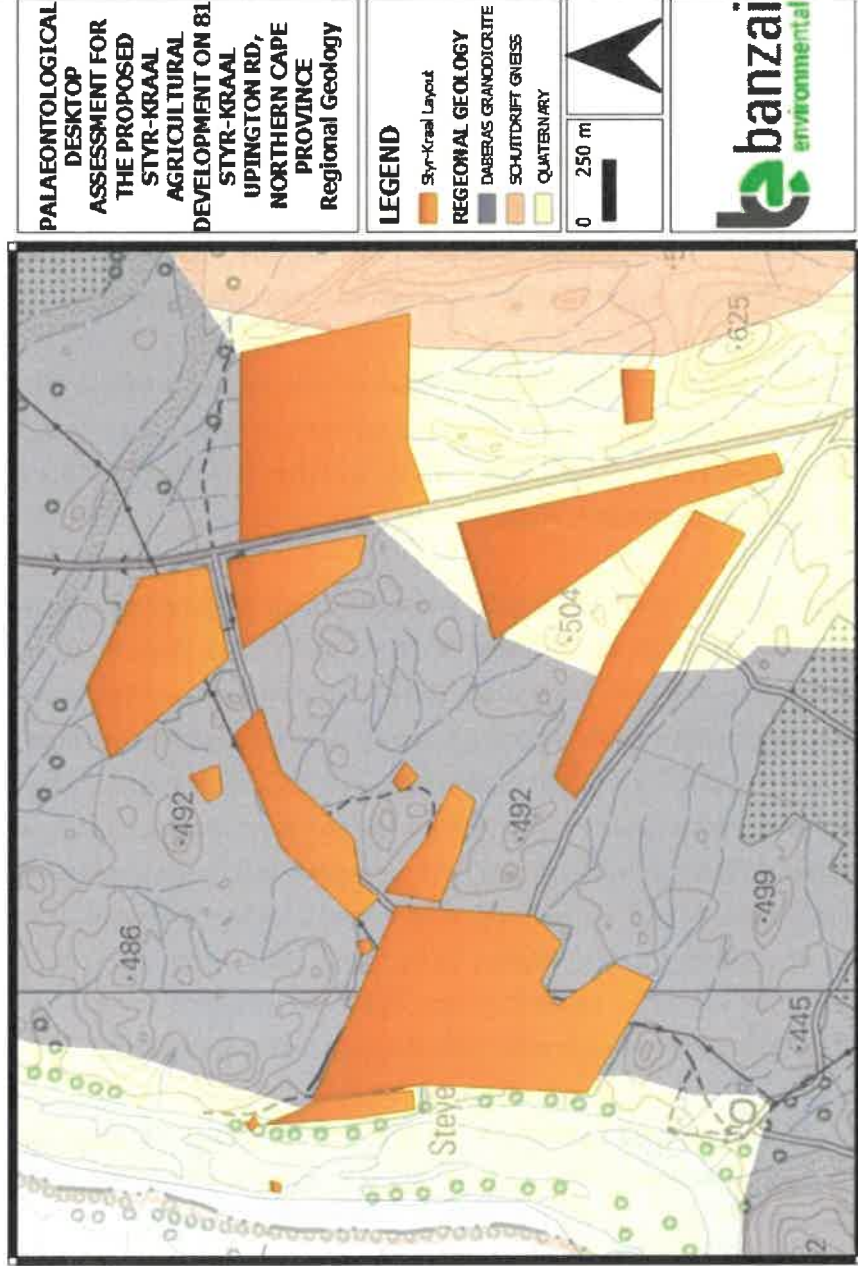 PALAEONTOLOGICAL
DESKTOP
ASSESSMENT FOR
THE PROPOSED
STYR-KRAAL
AGRICULTURAL
DEVELOPMENT ON 81
STYR-KRAAL
UPINGTON RD,
NORTHERN CAPE
PROVINCE
Regional Geology
LEGEND
Styr-Kraal Layout
REGIONAL GEOLOGY
DABERAS GRANODIORITE
SCHUITDRIFT GNEISS
QUATERNARY
0 250 m
banzai
environmental
486
492
492
504
625
499
445
Steye
2